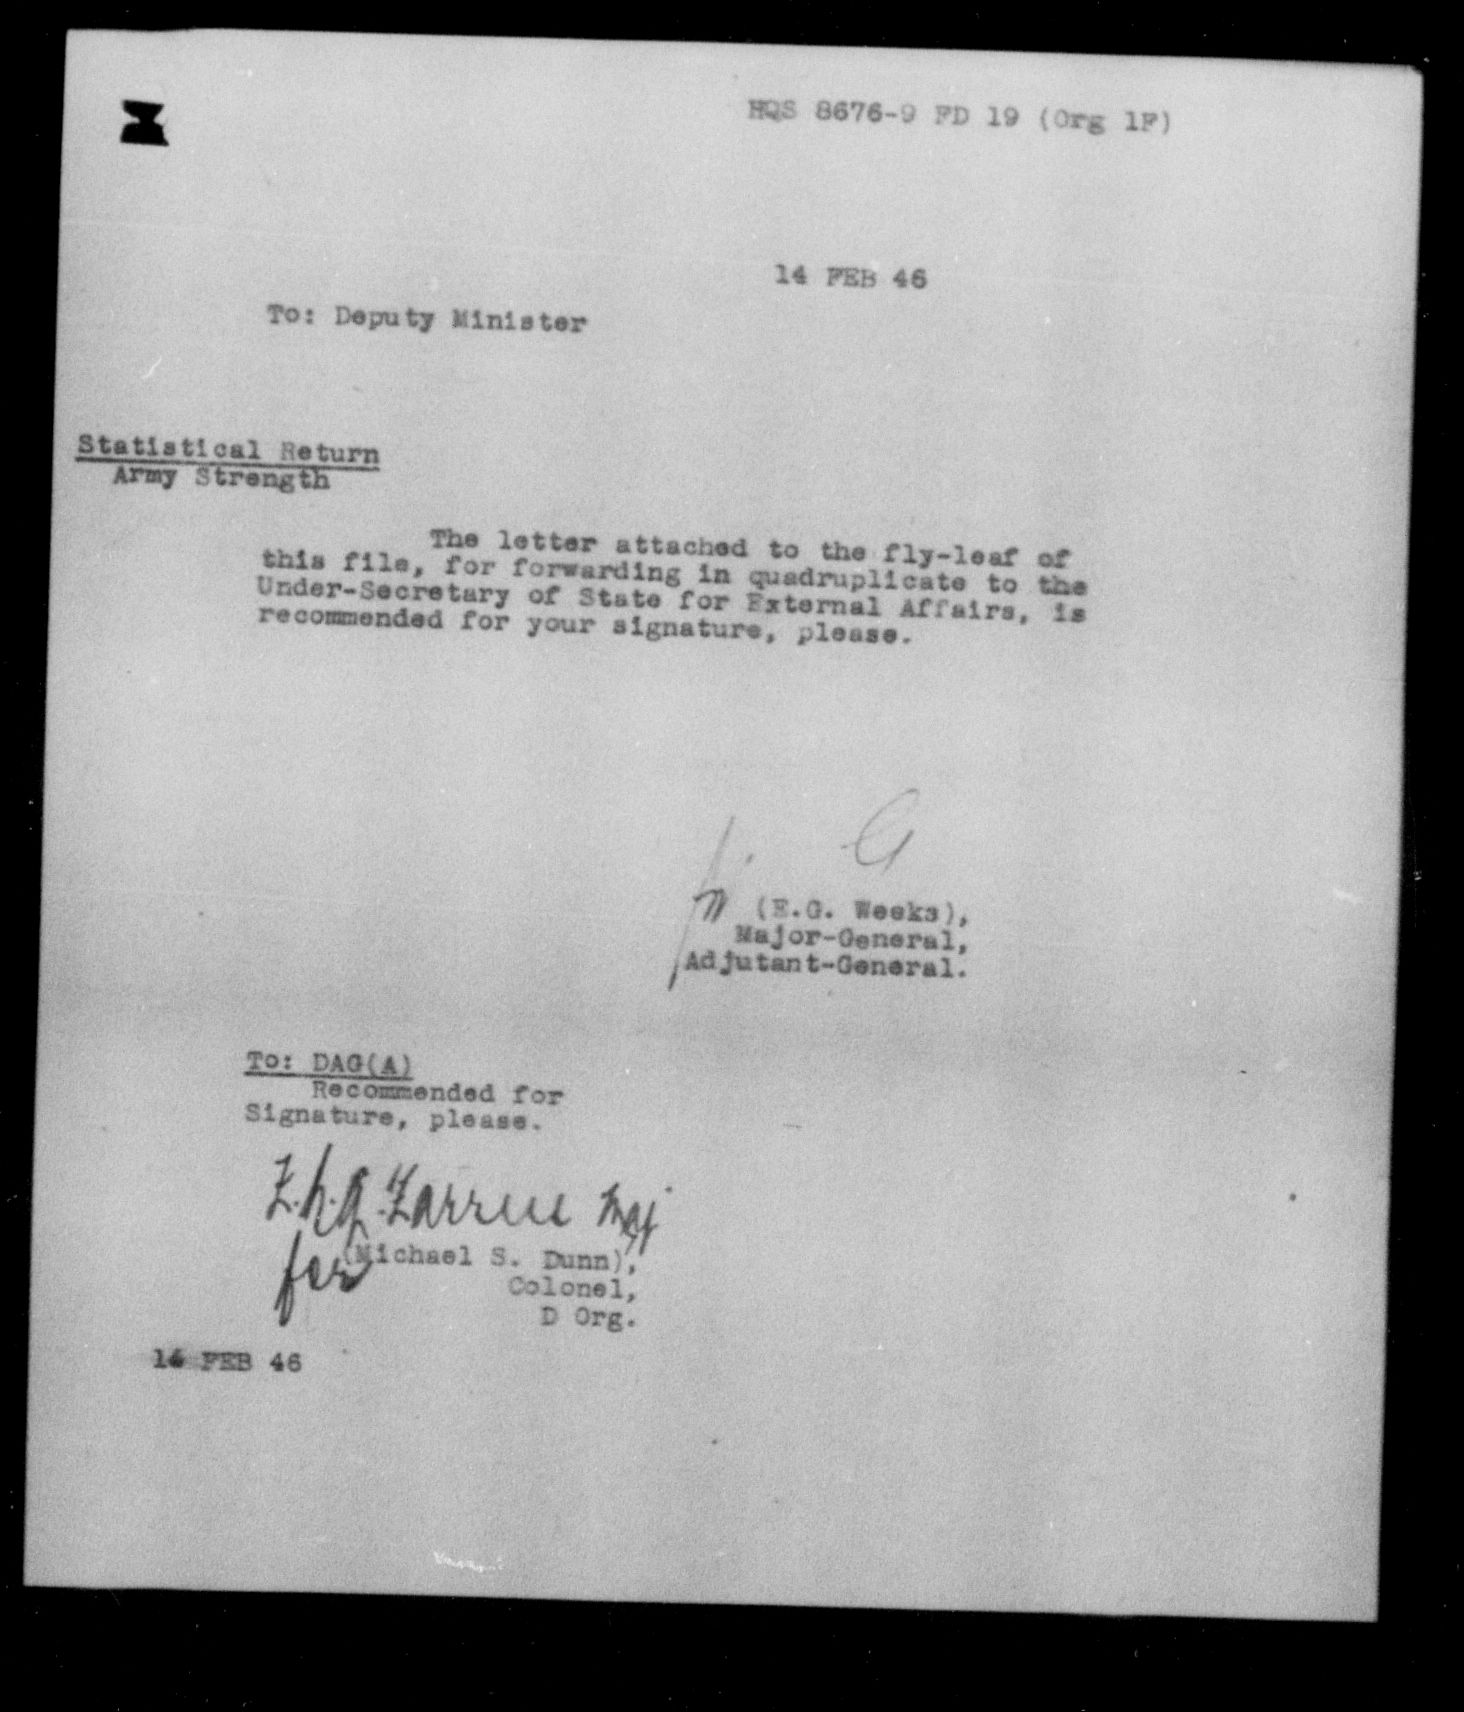 HQS 8676-9 FD 19 (Org 1F)
14 FEB 46
To: Deputy Minister
Statistical Return
Army Strength
The letter attached to the fly-leaf of
this file, for forwarding in quadruplicate to the
Under-Secretary of State for External Affairs, is
recommended for your signature, please.
(E.G. Weeks),
Major-General,
Adjutant-General.
To: DAG(A)
Recommended for
Signature, please.
Maj
for
(Michael S. Dunn),
Colonel,
D Org.
14 FEB 46